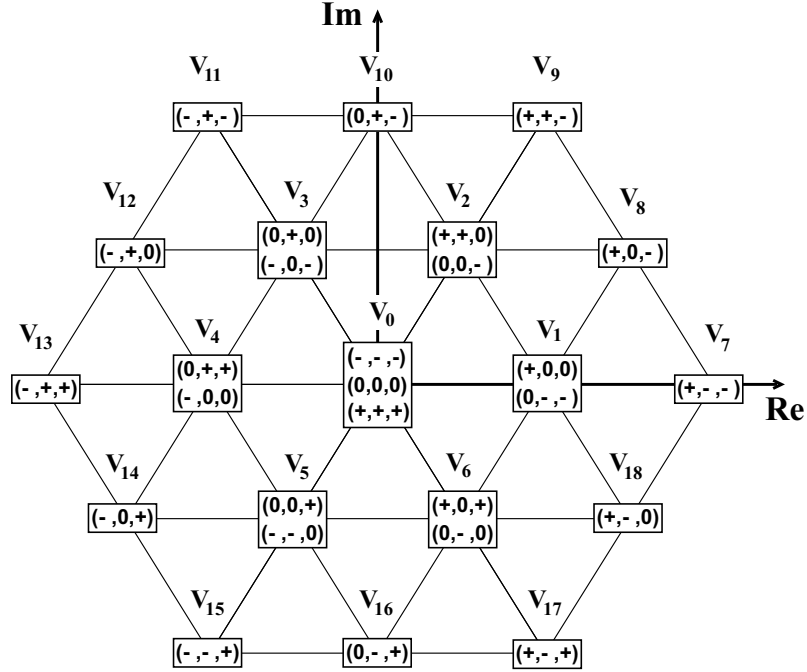 Im
V11 V10 V9
(- ,+,- ) (0,+,- ) (+,+,- )
V12 V3 V2 V8
(- ,+,0) (0,+,0) (+,+,0) (+,0,- )
(- ,0,- ) (0,0,- )
V0
V13 V4 V1 V7
(- ,- ,-)
(0,+,+) (+,0,0)
(- ,+,+) (0,0,0) (+,- ,- )
(- ,0,0) (0,- ,- )
(+,+,+)
Re
V14 V5 V6 V18
(0,0,+) (+,0,+)
(- ,0,+) (+,- ,0)
(- ,- ,0) (0,- ,0)
V15 V16 V17
(- ,- ,+) (0,- ,+) (+,- ,+)